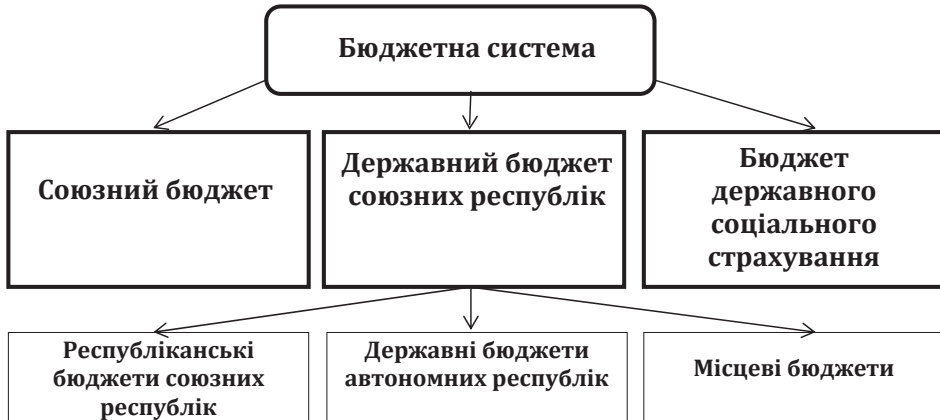 Бюджетна система
Союзний бюджет
Державний бюджет
союзних республік
Бюджет
державного
соціального
страхування
Республіканські
бюджети союзних
республік
Державні бюджети
автономних республік
Місцеві бюджети